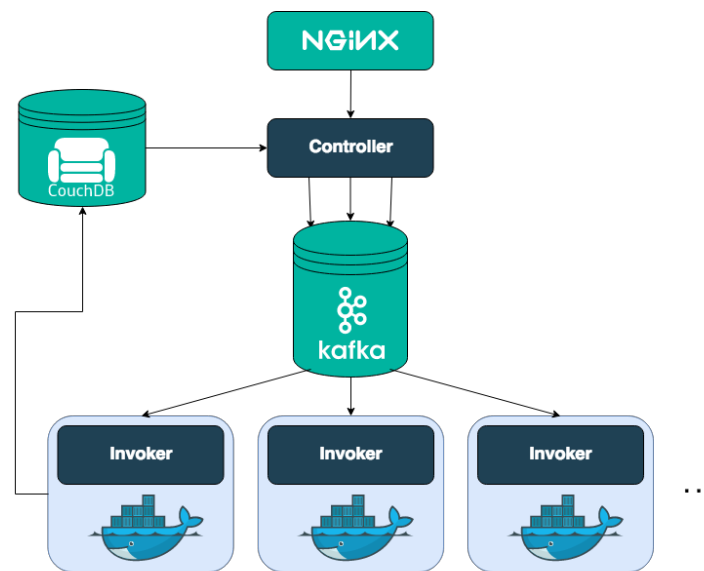 NGiNX
Controller
CouchDB
kafka
Invoker
Invoker
Invoker
..